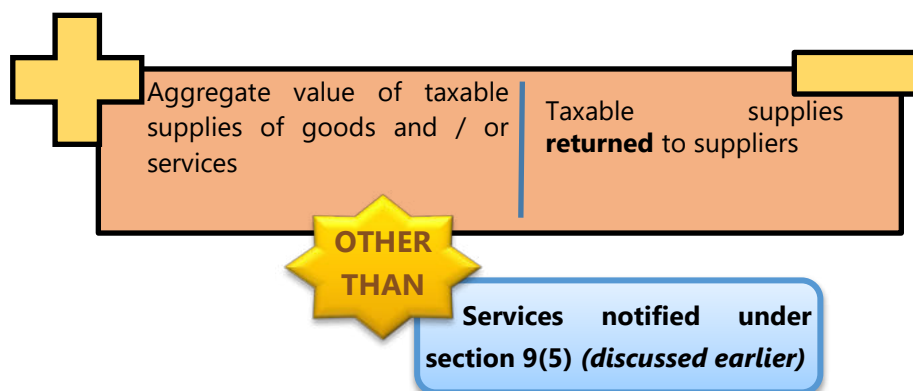 Aggregate value of taxable
supplies of goods and / or
services
Taxable supplies
returned to suppliers
OTHER
THAN
Services notified under
section 9(5) (discussed earlier)